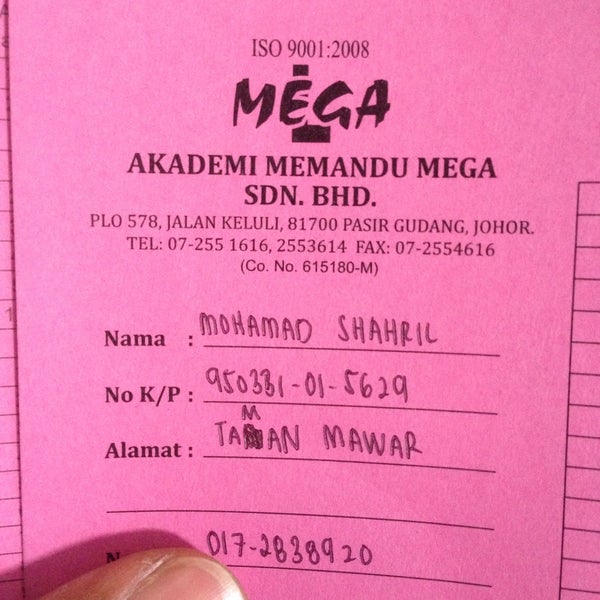 ISO 9001:2008
MEGA
AKADEMI MEMANDU MEGA
SDN. BHD.
PLO 578, JALAN KELULI, 81700 PASIR GUDANG, JOHOR.
TEL: 07-255 1616, 2553614 FAX: 07-2554616
(Co. No. 615180-M)
Nama : MOHAMAD SHAHRIL
No K/P : 950331-01-5629
Alamat : TAMAN MAWAR
017-2838920